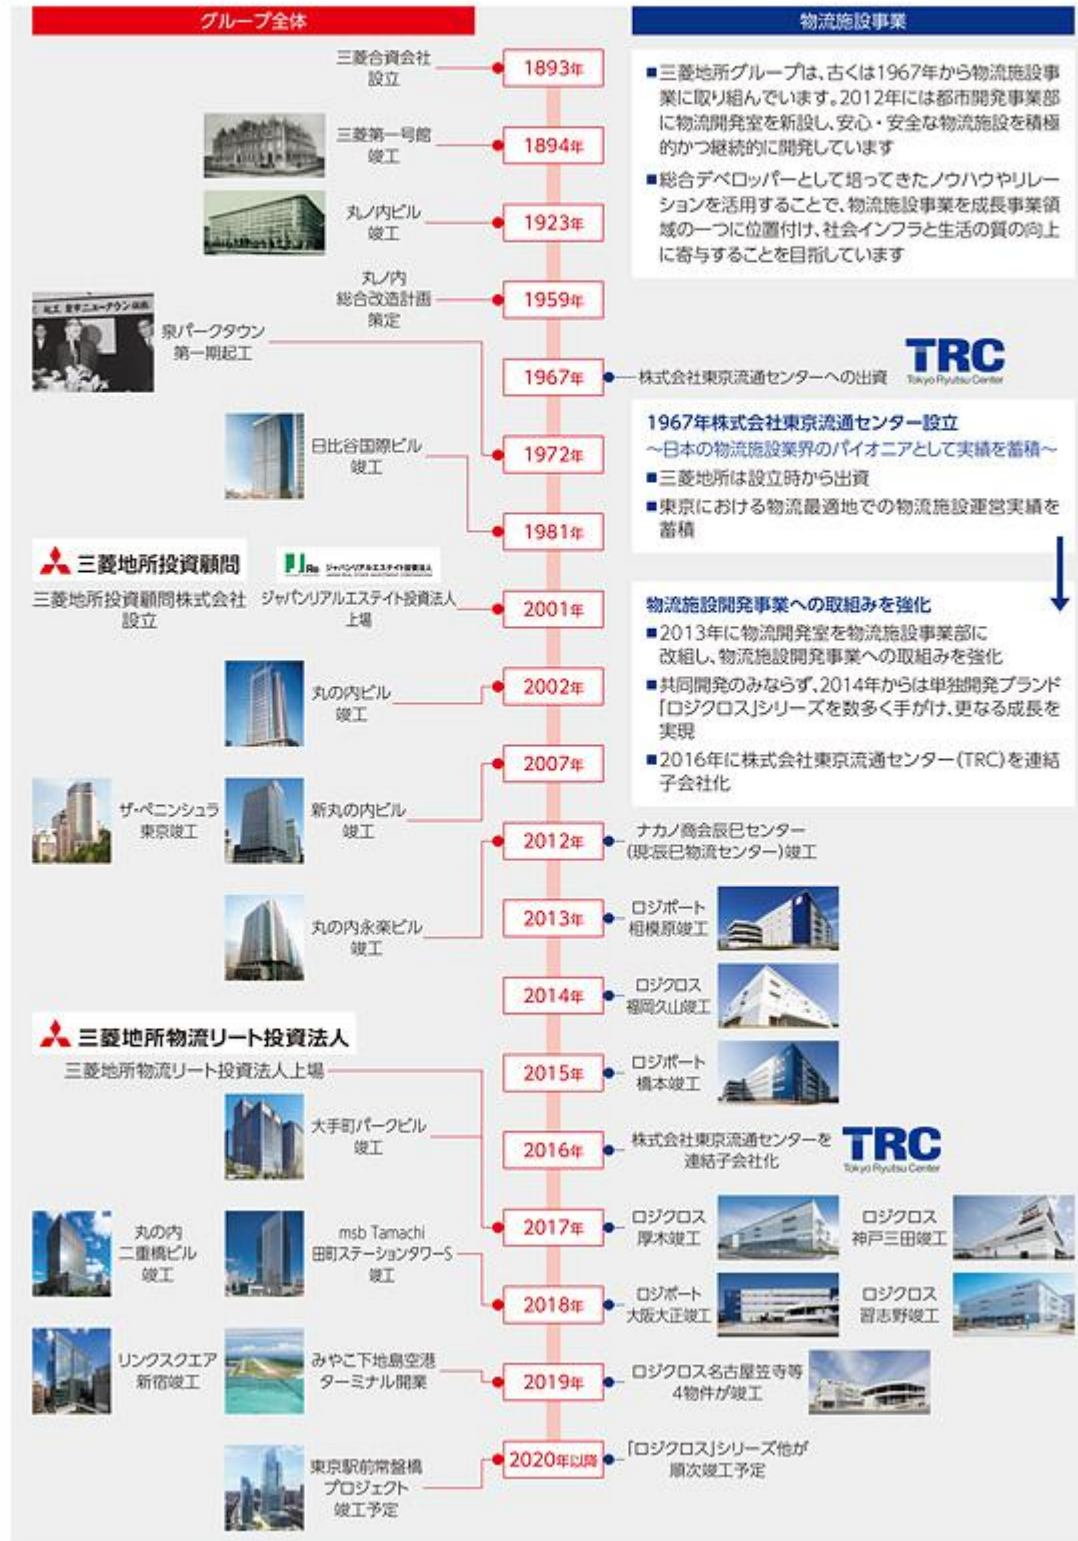 グループ全体
物流施設事業
三菱合資会社
設立
1893年
三菱第一号館
竣工
1894年
丸ノ内ビル
竣工
1923年
丸ノ内
総合改造計画
策定
1959年
泉パークタウン
第一期起工
1967年
株式会社東京流通センターへの出資
TRC
Tokyo Ryutsu Center
日比谷国際ビル
竣工
1972年
1981年
三菱地所投資顧問
三菱地所投資顧問株式会社
設立
ジャパンリアルエステイト投資法人
ジャパンリアルエステイト投資法人
上場
2001年
丸の内ビル
竣工
2002年
2007年
ザ・ペニンシュラ
東京竣工
新丸の内ビル
竣工
2012年
丸の内永楽ビル
竣工
2013年
2014年
三菱地所物流リート投資法人
三菱地所物流リート投資法人上場
2015年
大手町パークビル
竣工
2016年
2017年
丸の内
二重橋ビル
竣工
msb Tamachi
田町ステーションタワーS
竣工
2018年
リンクスクエア
新宿竣工
みやこ下地島空港
ターミナル開業
2019年
東京駅前常盤橋
プロジェクト
竣工予定
2020年以降
■三菱地所グループは、古くは1967年から物流施設事
業に取り組んでいます。2012年には都市開発事業部
に物流開発室を新設し、安心・安全な物流施設を積極
的かつ継続的に開発しています
■総合デベロッパーとして培ってきたノウハウやリレー
ションを活用することで、物流施設事業を成長事業領
域の一つに位置付け、社会インフラと生活の質の向上
に寄与することを目指しています
1967年株式会社東京流通センター設立
～日本の物流施設業界のパイオニアとして実績を蓄積～
■三菱地所は設立時から出資
■東京における物流最適地での物流施設運営実績を
蓄積
物流施設開発事業への取組みを強化
■2013年に物流開発室を物流施設事業部に
改組し、物流施設開発事業への取組みを強化
■共同開発のみならず、2014年からは単独開発ブランド
「ロジクロス」シリーズを数多く手がけ、更なる成長を
実現
■2016年に株式会社東京流通センター(TRC)を連結
子会社化
ナカノ商会辰巳センター
(現:辰巳物流センター)竣工
ロジポート
相模原竣工
ロジクロス
福岡久山竣工
ロジポート
橋本竣工
株式会社東京流通センターを
連結子会社化
TRC
Tokyo Ryutsu Center
ロジクロス
厚木竣工
ロジクロス
神戸三田竣工
ロジポート
大阪大正竣工
ロジクロス
習志野竣工
ロジクロス名古屋笠寺等
4物件が竣工
「ロジクロス」シリーズ他が
順次竣工予定